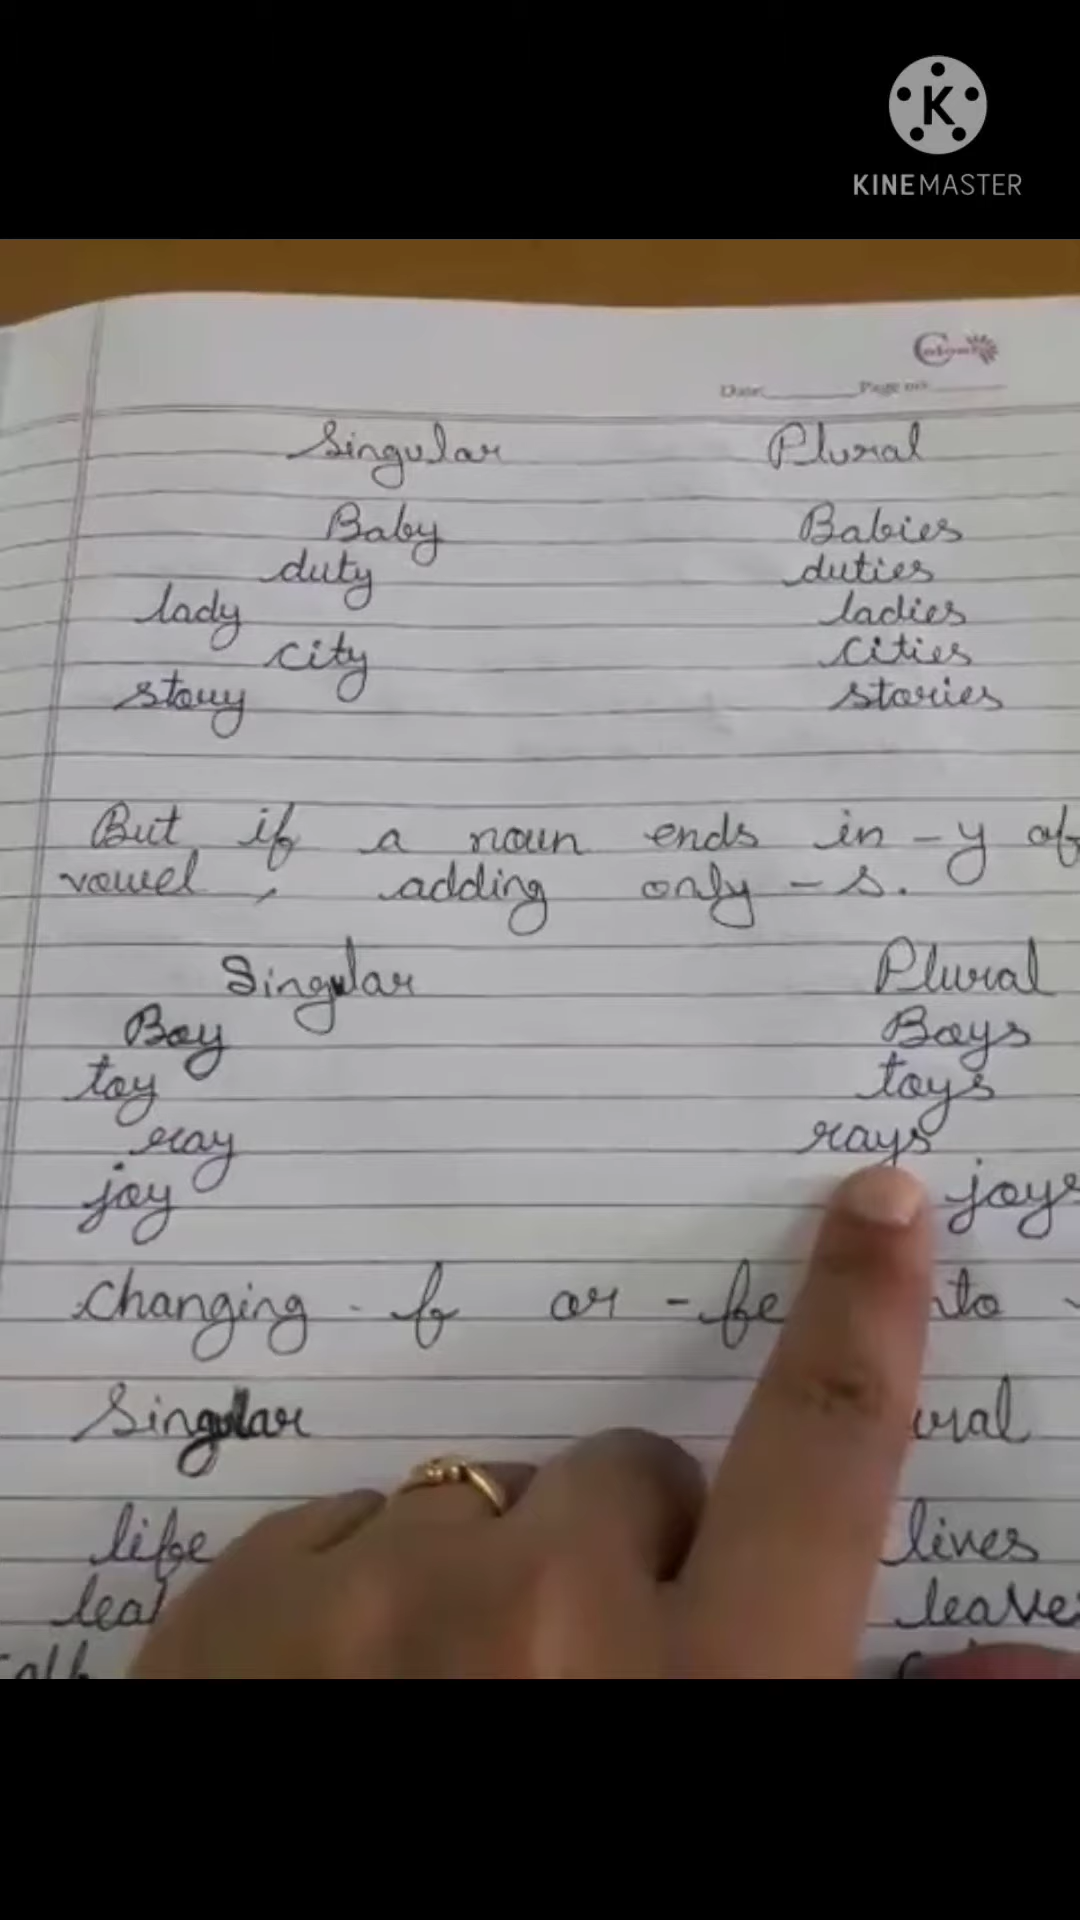 KINEMASTER
Date: Page no:
Singular Plural
Baby Babies
duty duties
lady ladies
city cities
story stories
But if a noun ends in -y
vowel, adding only - s.
Singular Plural
Boy Boys
toy toys
ray rays
joy joys
Changing - f or - fe
Singular
life lives